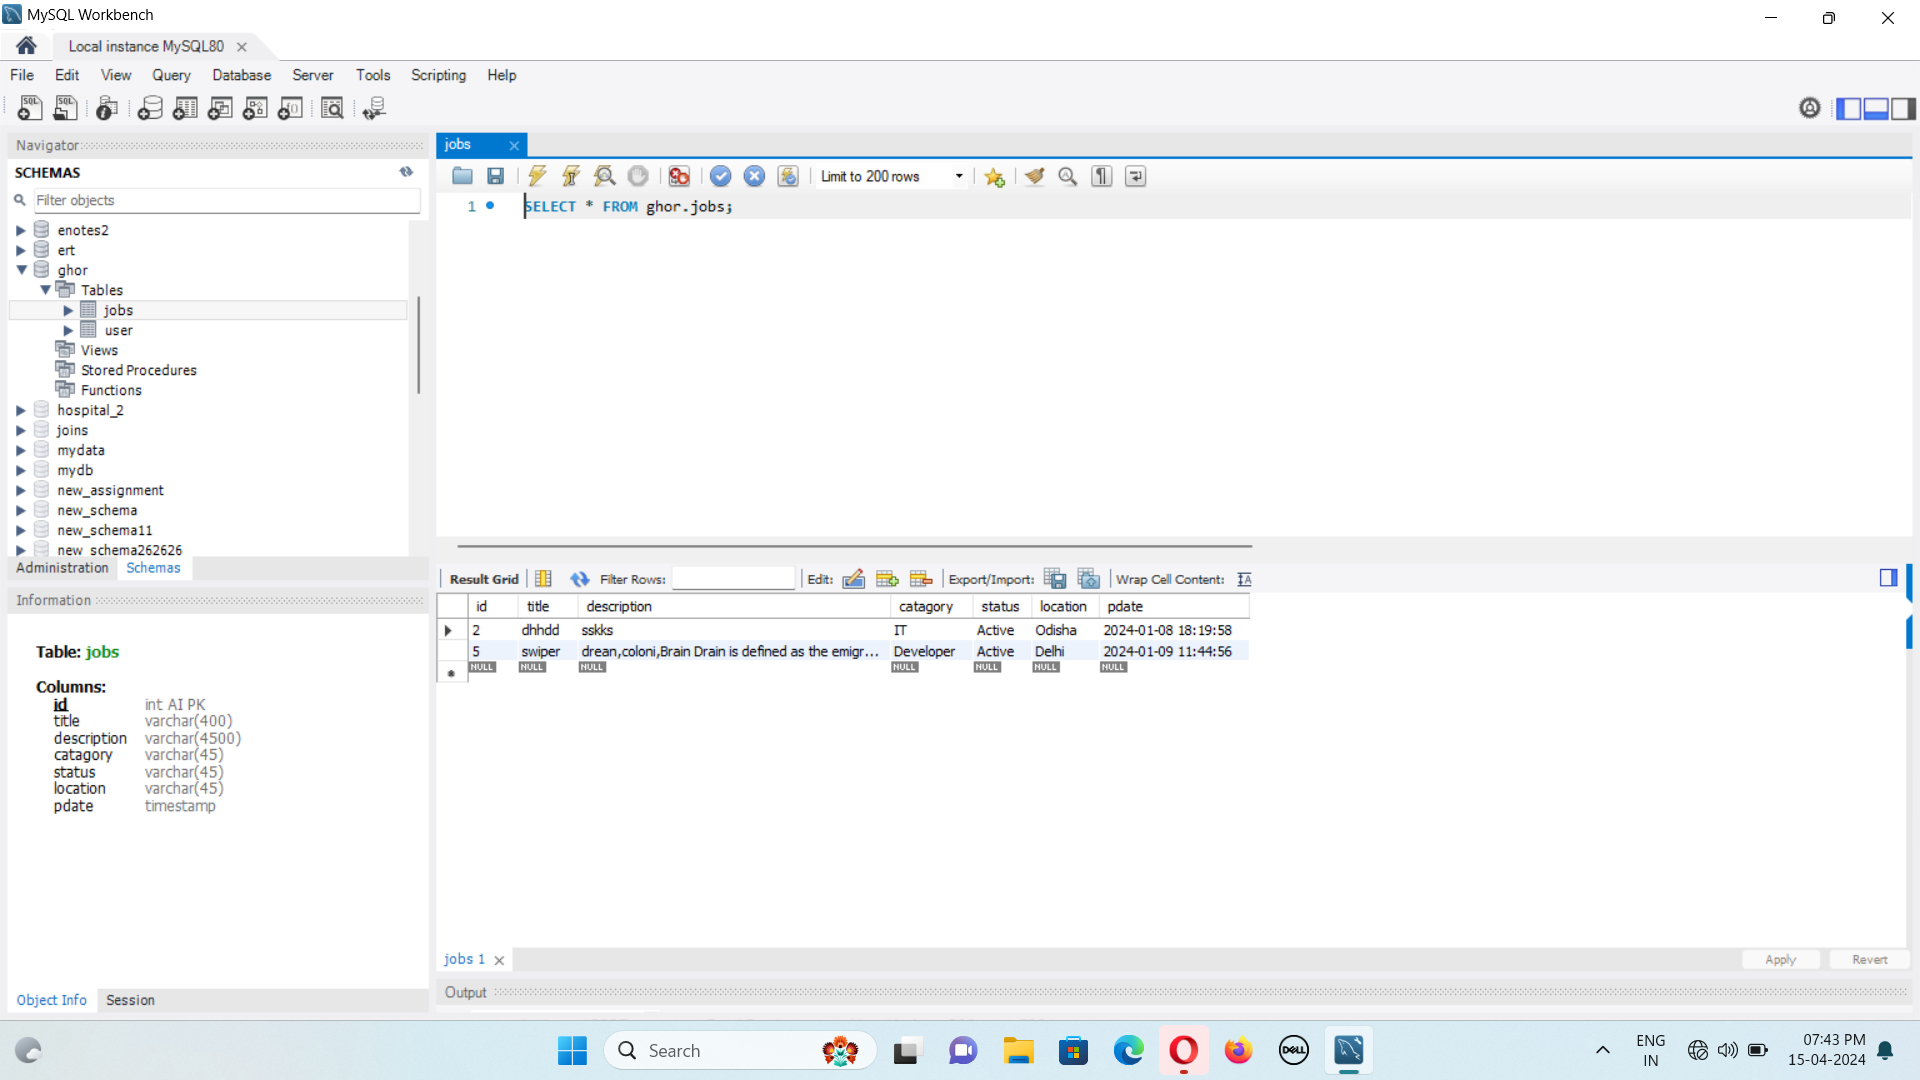 MySQL Workbench
Local instance MySQL80
File Edit View Query Database Server Tools Scripting Help
Navigator
SCHEMAS
Filter objects
enotes2
ert
ghor
Tables
jobs
user
Views
Stored Procedures
Functions
hospital_2
joins
mydata
mydb
new_assignment
new_schema
new_schema11
new_schema262626
Administration Schemas
Information
Table: jobs
Columns:
id int AI PK
title varchar(400)
description varchar(4500)
catagory varchar(45)
status varchar(45)
location varchar(45)
pdate timestamp
Object Info Session
jobs
Limit to 200 rows
1 SELECT * FROM ghor.jobs;
Result Grid Filter Rows: Edit: Export/Import: Wrap Cell Content:
id title description catagory status location pdate
2 dhhdd sskks IT Active Odisha 2024-01-08 18:19:58
5 swiper drean,coloni,Brain Drain is defined as the emigr... Developer Active Delhi 2024-01-09 11:44:56
NULL NULL NULL NULL NULL NULL NULL
jobs 1
Apply Revert
Output
Search
DELL
ENG
IN
07:43 PM
15-04-2024